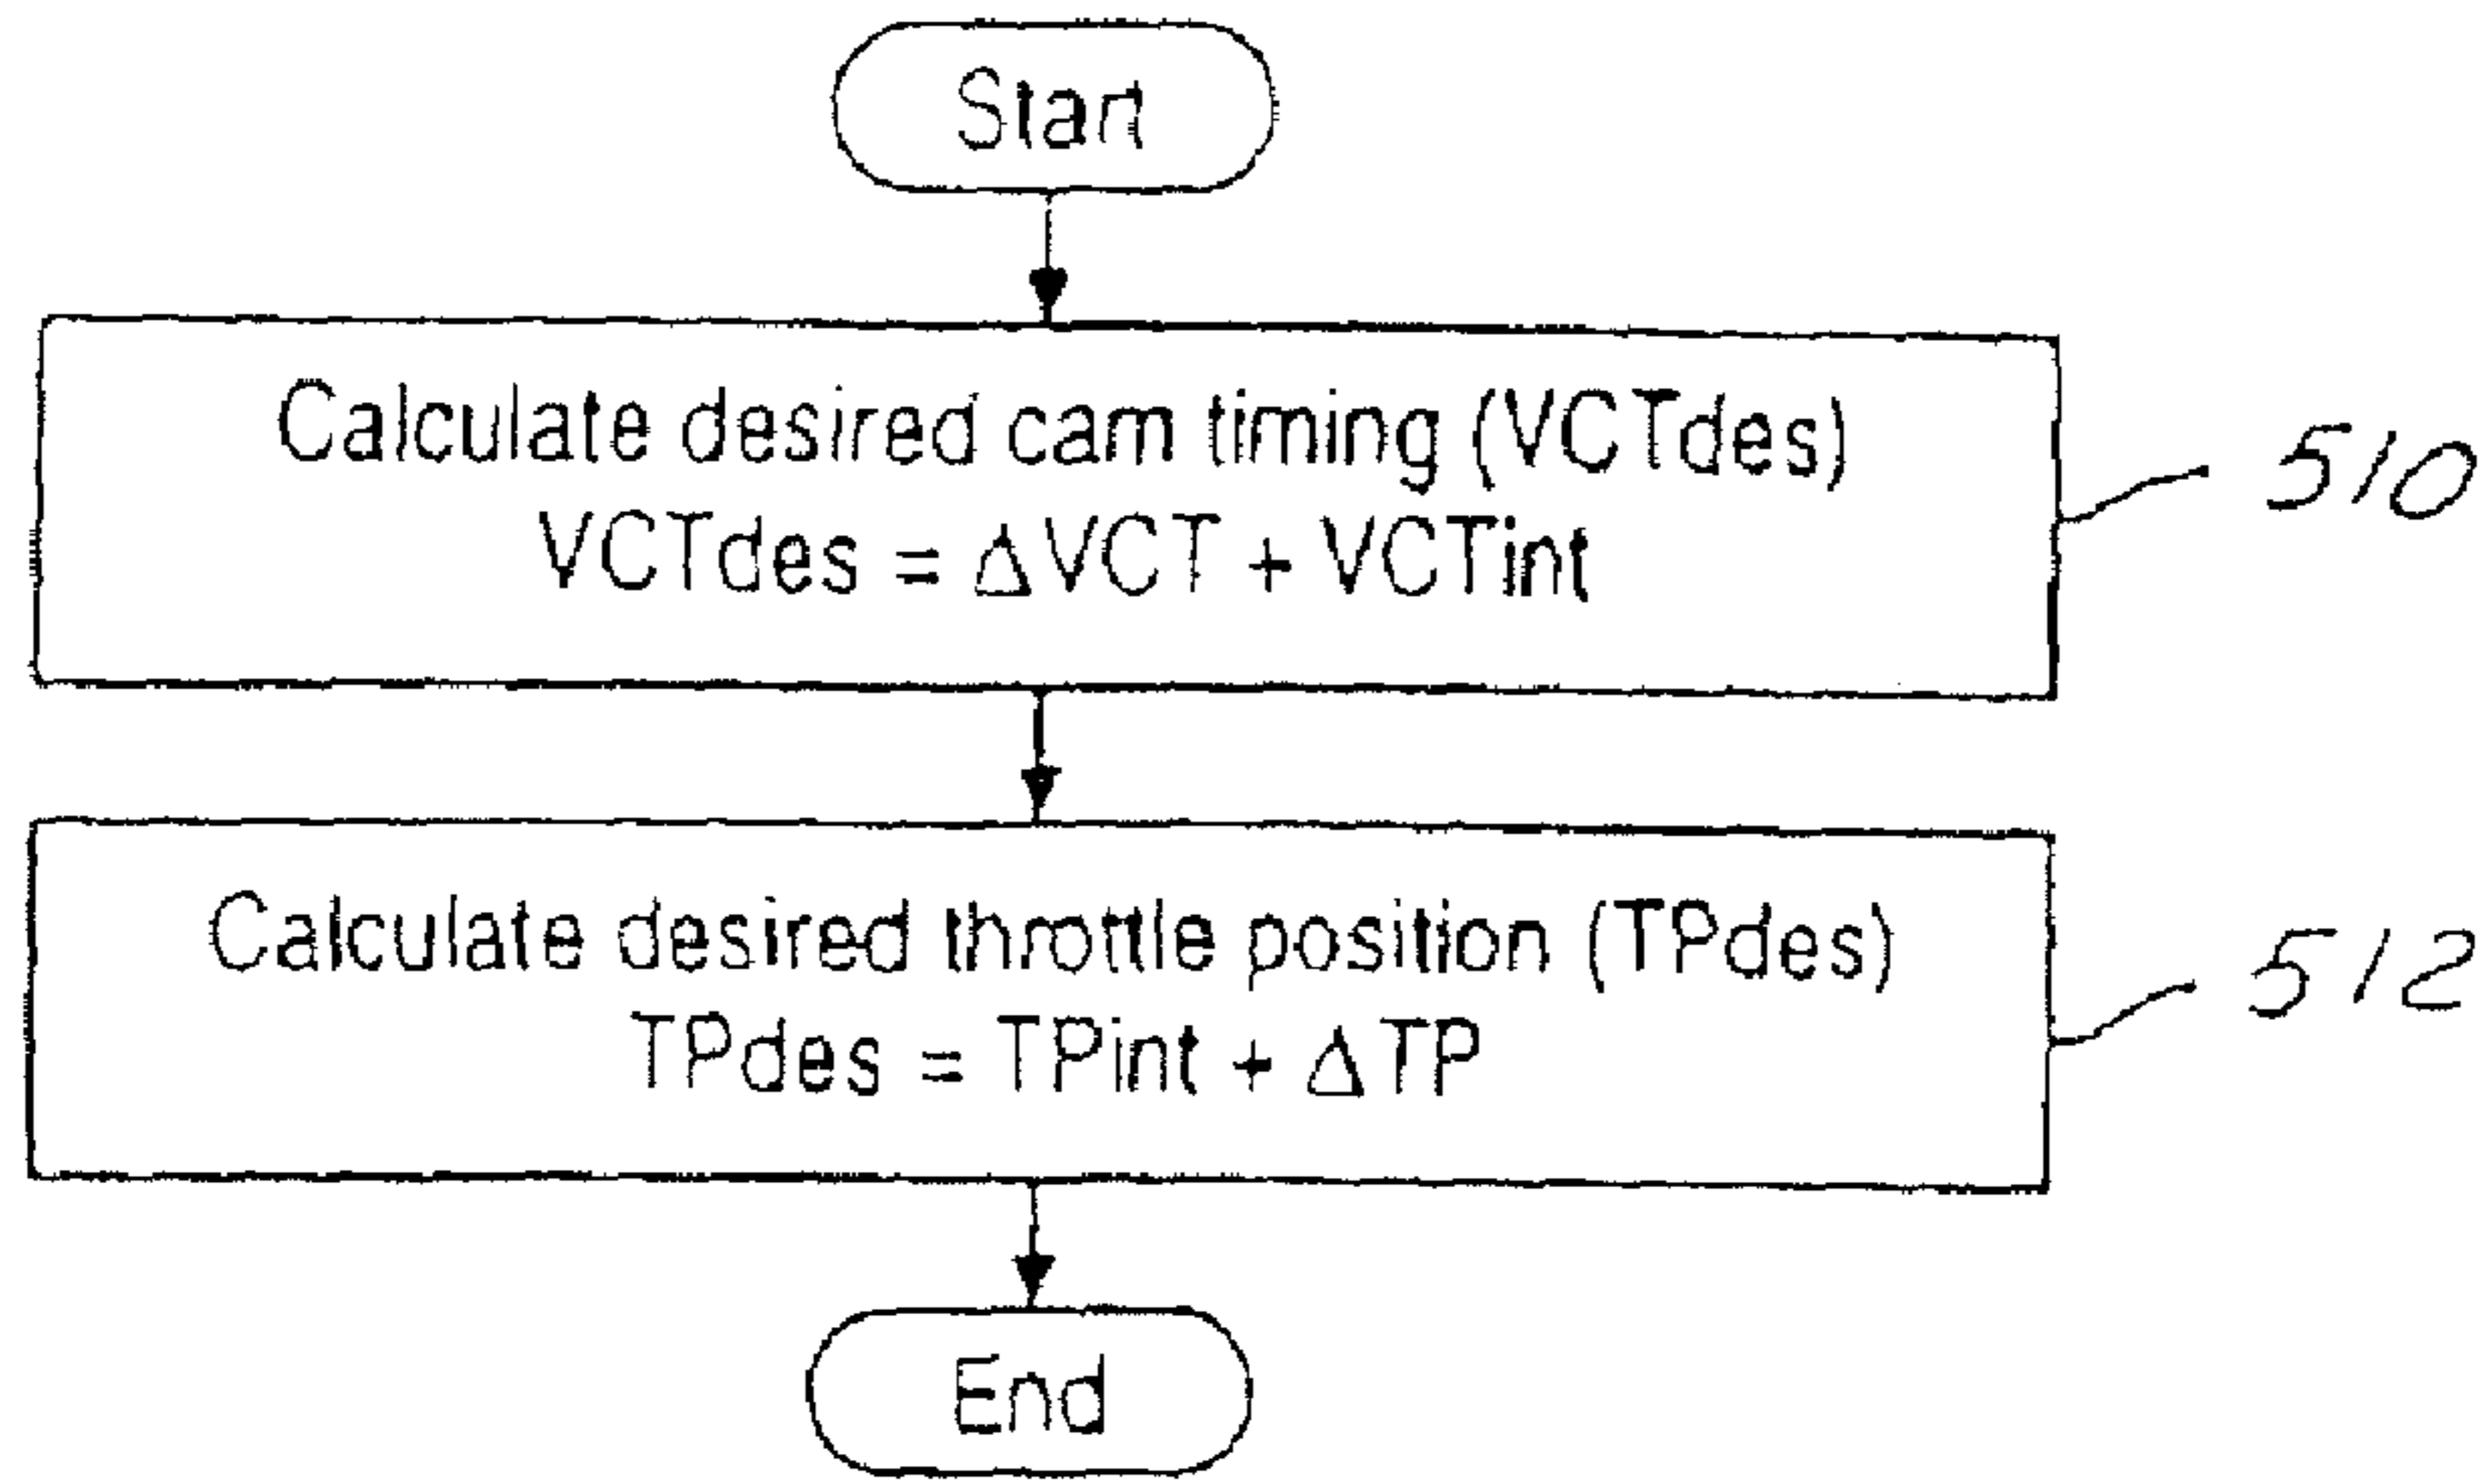 Start
Calculate desired cam timing (VCTdes)
VCTdes = ΔVCT + VCTint
510
Calculate desired throttle position (TPdes)
TPdes = TPint + ΔTP
512
End